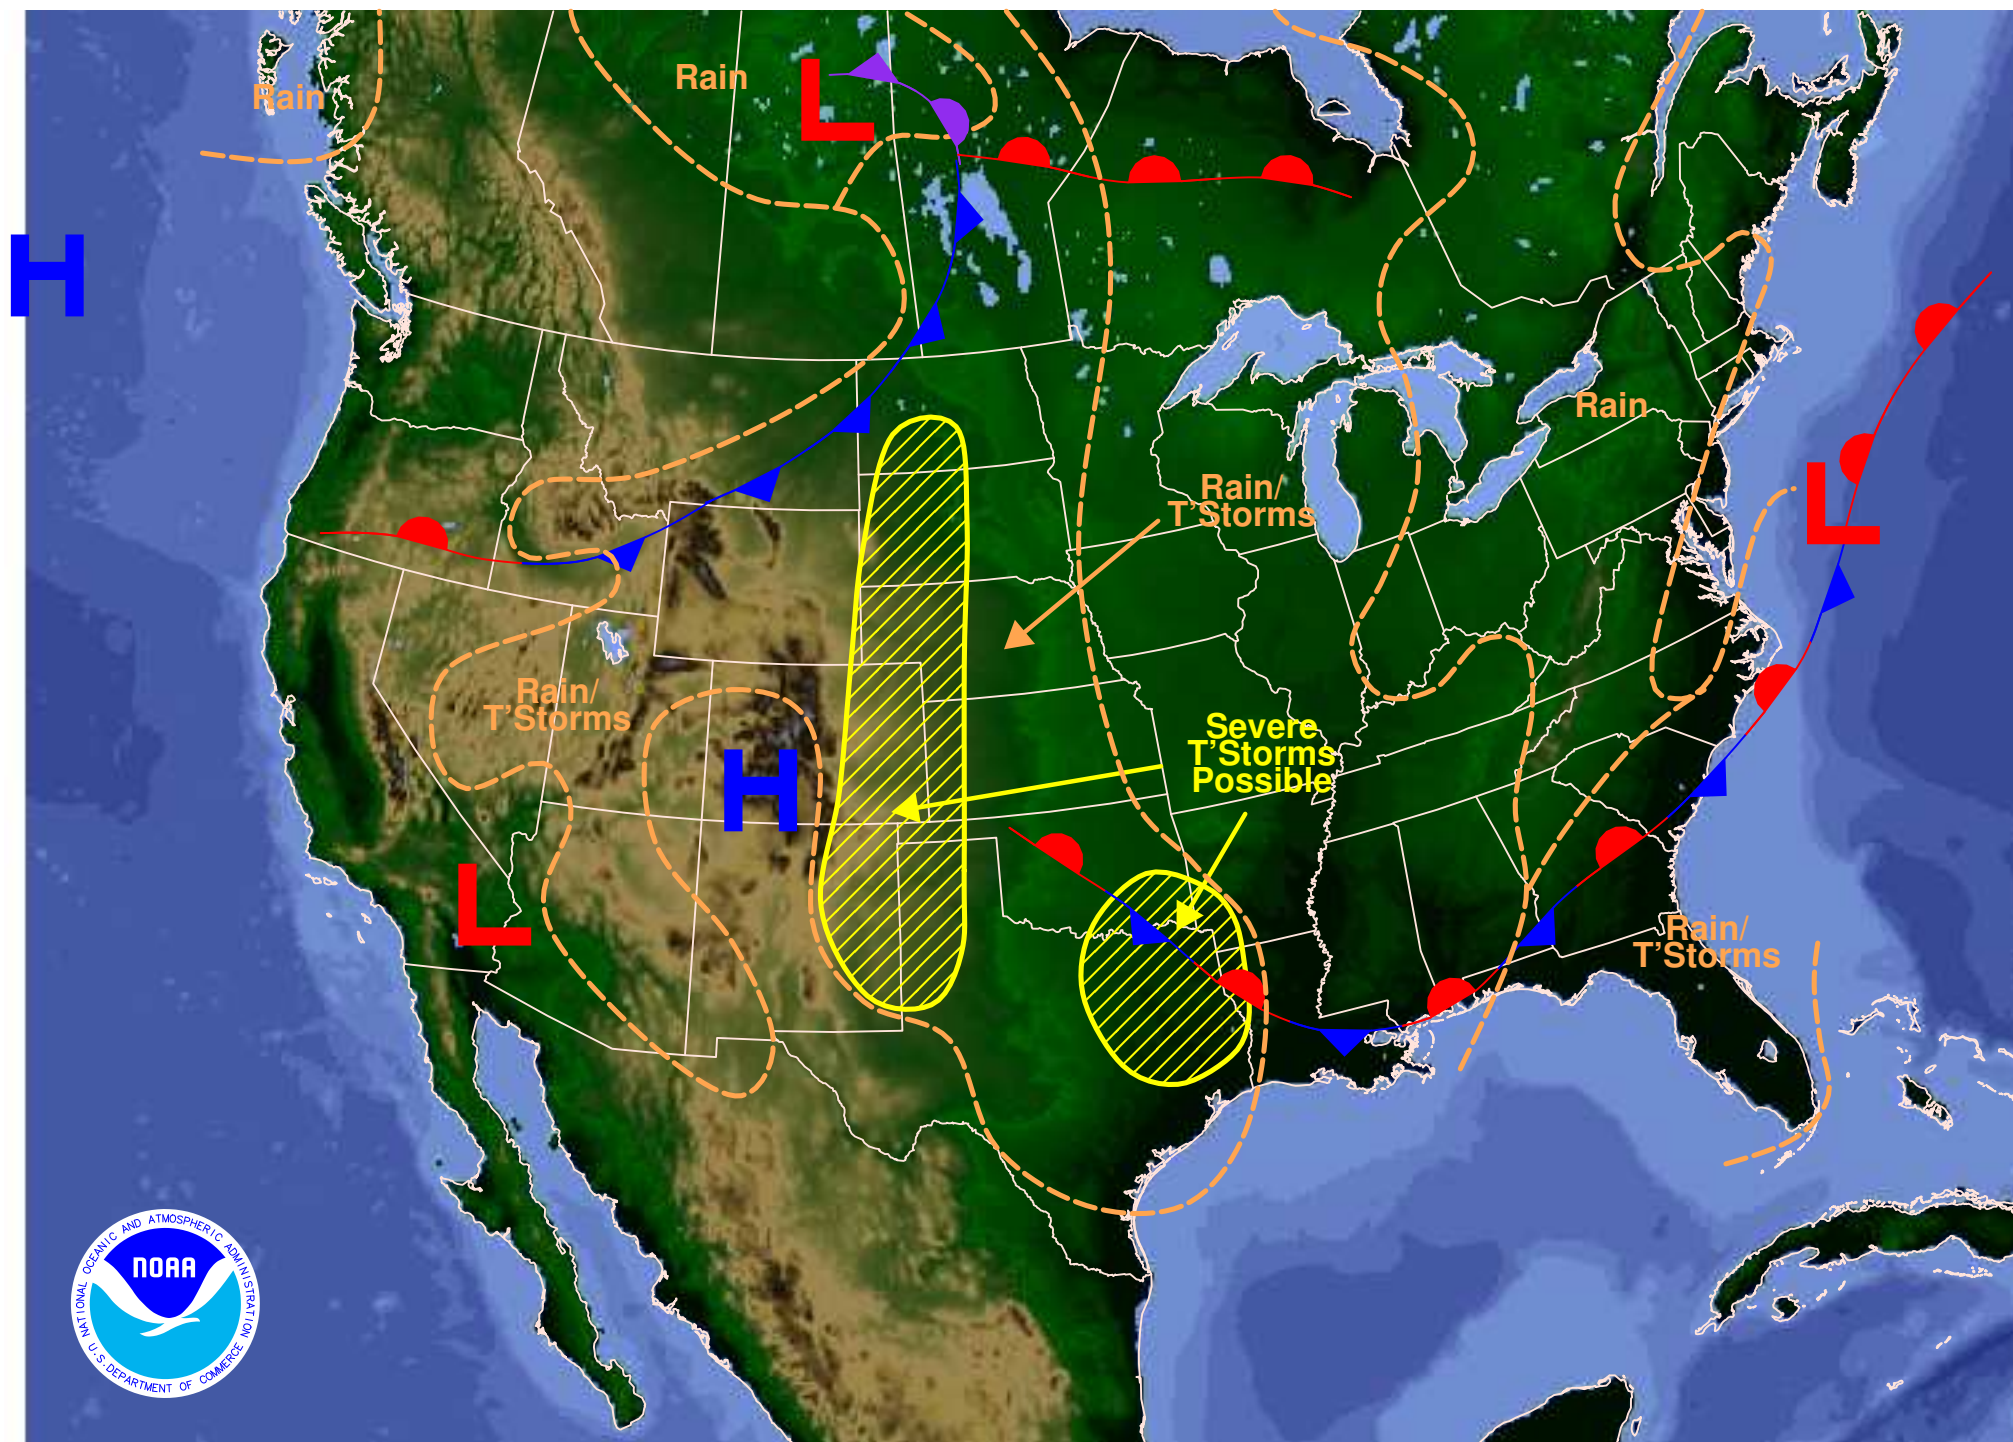 Rain
Rain
L
H
Rain
Rain/
T'Storms
L
Rain/
T'Storms
Severe
T'Storms
Possible
H
L
Rain/
T'Storms
NATIONAL OCEANIC AND ATMOSPHERIC ADMINISTRATION
NOAA
U.S. DEPARTMENT OF COMMERCE